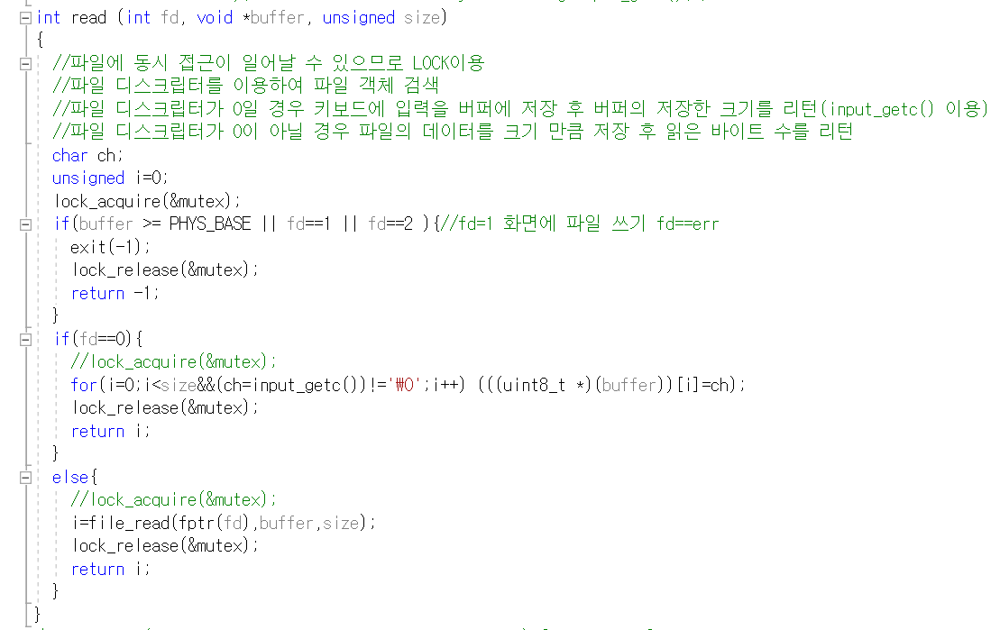 int read (int fd, void *buffer, unsigned size)
{
//파일에 동시 접근이 일어날 수 있으므로 LOCK이용
//파일 디스크립터를 이용하여 파일 객체 검색
//파일 디스크립터가 0일 경우 키보드에 입력을 버퍼에 저장 후 버퍼의 저장한 크기를 리턴(input_getc() 이용)
//파일 디스크립터가 0이 아닐 경우 파일의 데이터를 크기 만큼 저장 후 읽은 바이트 수를 리턴
char ch;
unsigned i=0;
lock_acquire(&mutex);
if(buffer >= PHYS_BASE || fd==1 || fd==2 ){//fd=1 화면에 파일 쓰기 fd==err
exit(-1);
lock_release(&mutex);
return -1;
}
if(fd==0){
//lock_acquire(&mutex);
for(i=0;i<size&&(ch=input_getc())!='₩0';i++) (((uint8_t *)(buffer))[i]=ch);
lock_release(&mutex);
return i;
}
else{
//lock_acquire(&mutex);
i=file_read(fptr(fd),buffer,size);
lock_release(&mutex);
return i;
}
}